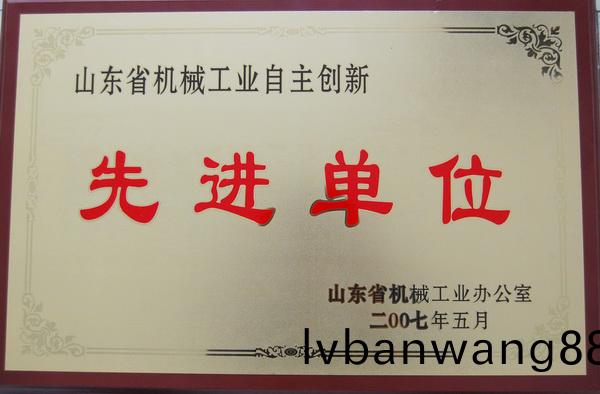 山东省机械工业自主创新
先进单位
山东省机械工业办公室
二00七年五月
lvbanwang88